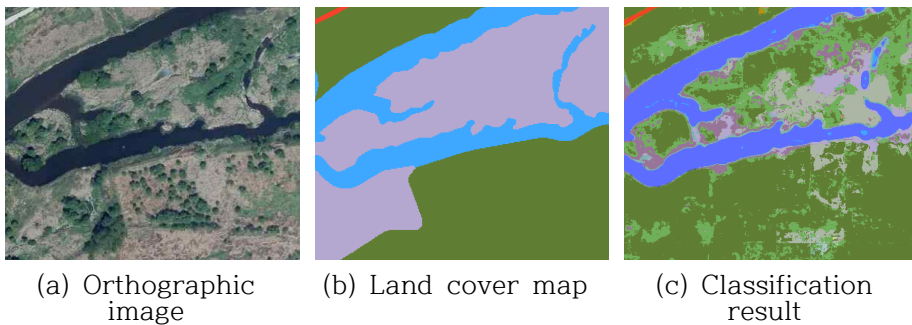 (a) Orthographic
image
(b) Land cover map
(c) Classification
result